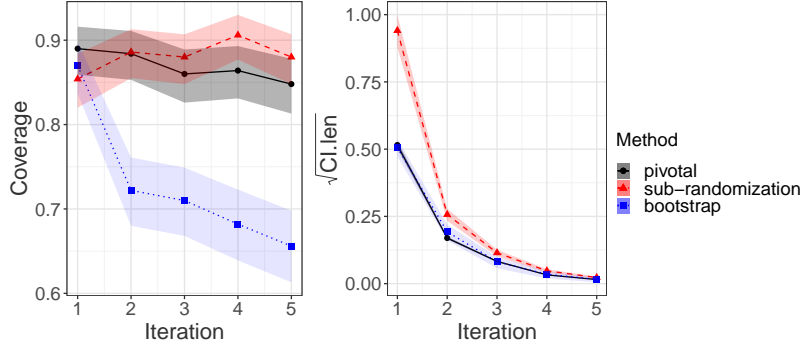 Coverage
0.9
0.8
0.7
0.6
1 2 3 4 5
Iteration
√CI.len
1.00
0.75
0.50
0.25
0.00
1 2 3 4 5
Iteration
Method
pivotal
sub−randomization
bootstrap